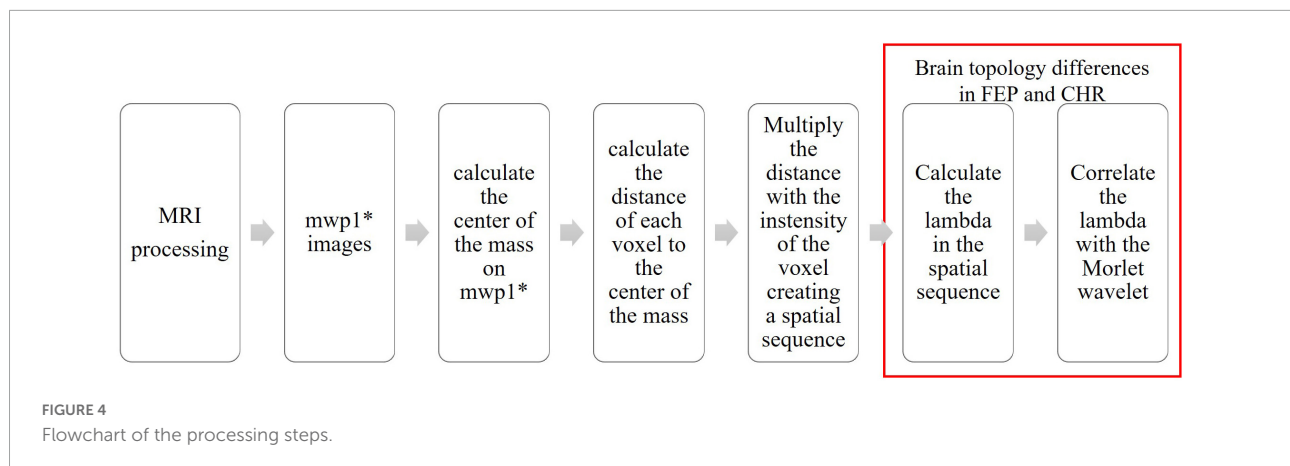 MRI
processing
mwp1*
images
calculate
the
center of
the mass
on
mwp1*
calculate
the
distance
of each
voxel to
the
center of
the mass
Multiply
the
distance
with the
instensity
of the
voxel
creating
a spatial
sequence
Brain topology differences
in FEP and CHR
Calculate
the
lambda
in the
spatial
sequence
Correlate
the
lambda
with the
Morlet
wavelet
FIGURE 4
Flowchart of the processing steps.